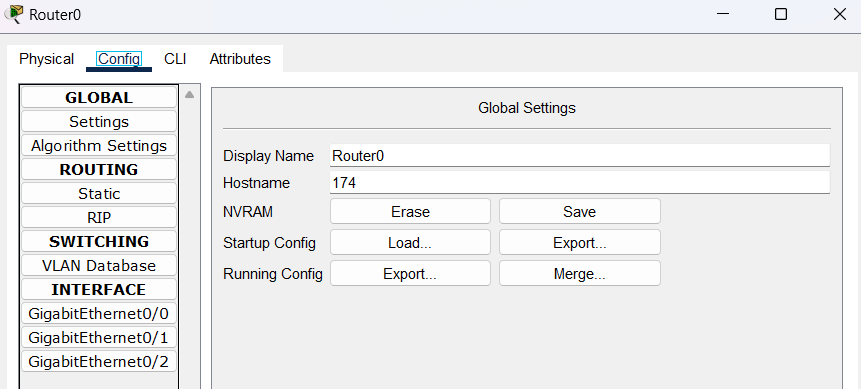 Router0
Physical Config CLI Attributes
GLOBAL
Settings
Algorithm Settings
ROUTING
Static
RIP
SWITCHING
VLAN Database
INTERFACE
GigabitEthernet0/0
GigabitEthernet0/1
GigabitEthernet0/2
Global Settings
Display Name Router0
Hostname 174
NVRAM Erase Save
Startup Config Load... Export...
Running Config Export... Merge...